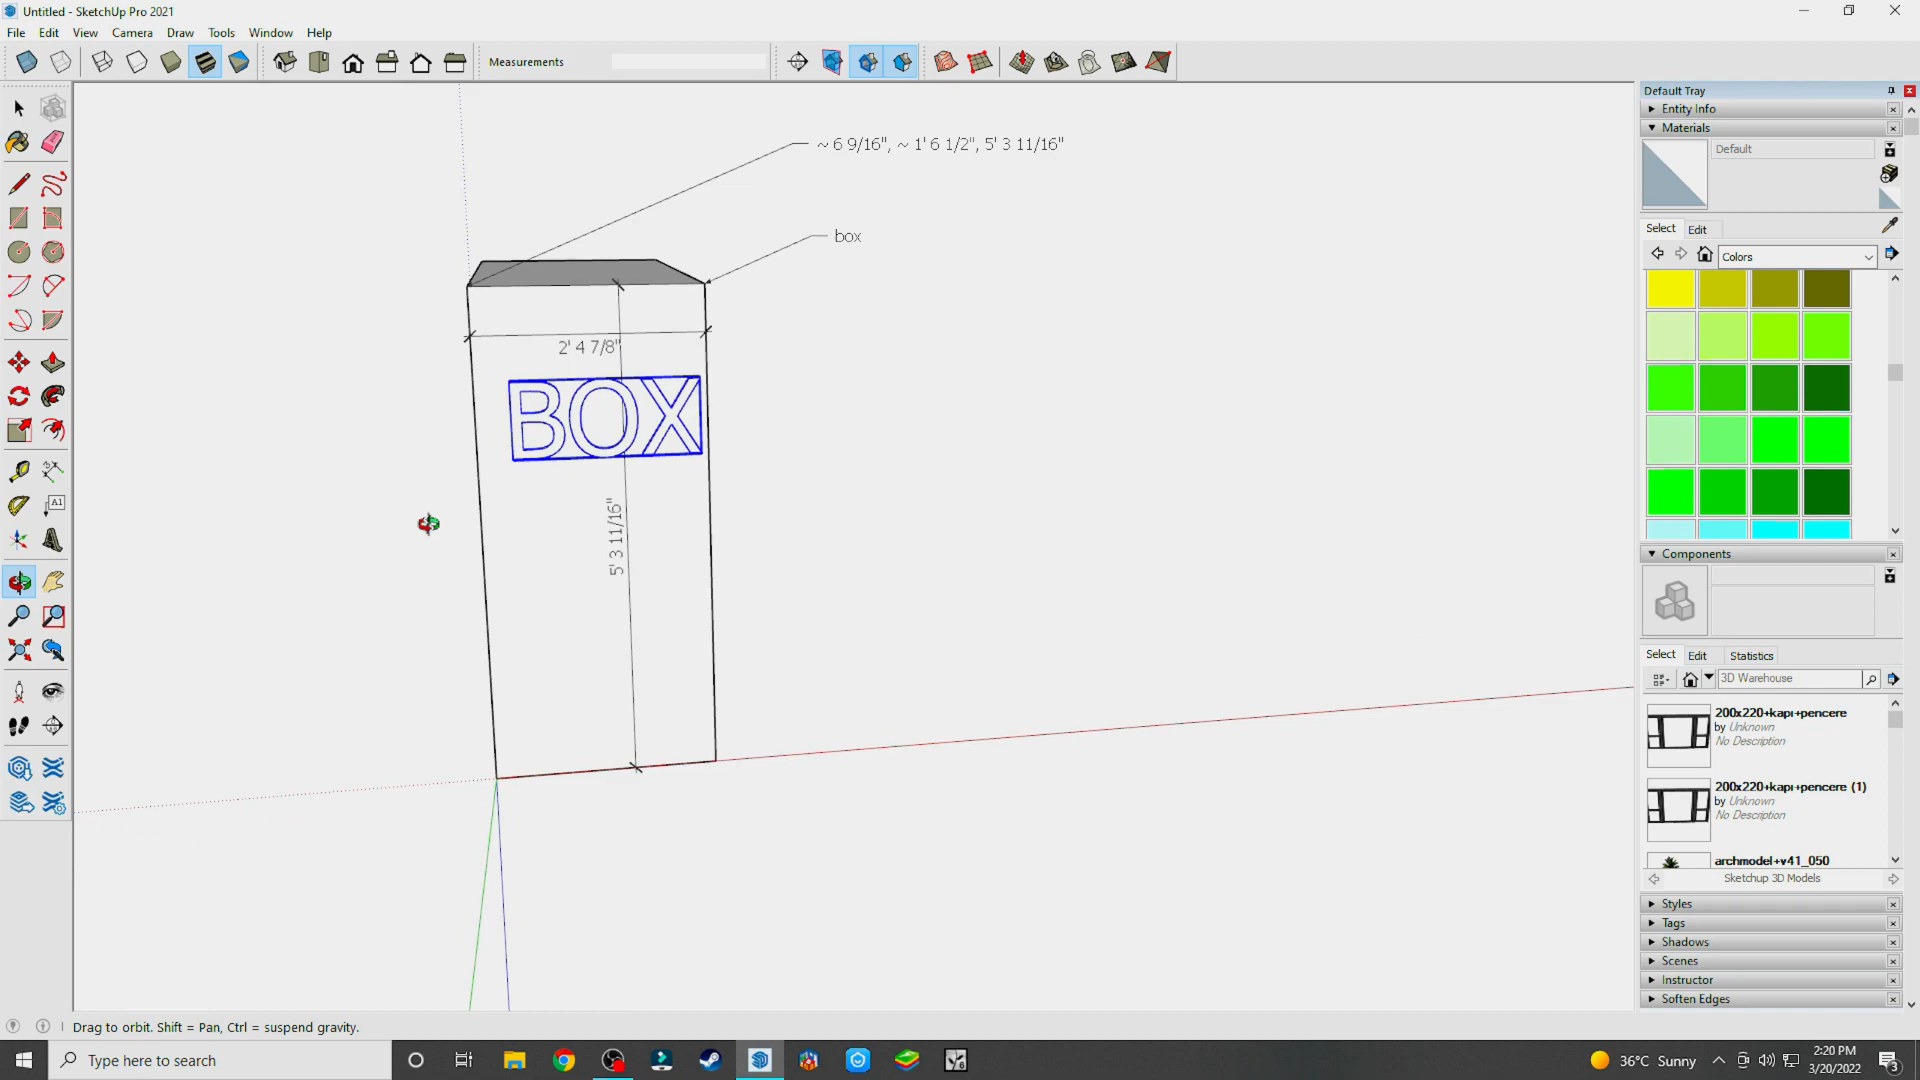 Untitled - SketchUp Pro 2021
File Edit View Camera Draw Tools Window Help
Measurements
Default Tray
Entity Info
Materials
Default
Select Edit
Colors
~ 6 9/16", ~ 1' 6 1/2", 5' 3 11/16"
box
2' 4 7/8"
BOX
5' 3 11/16"
A1
Components
Select Edit Statistics
3D Warehouse
200x220+kapı+pencere
by Unknown
No Description
200x220+kapı+pencere (1)
by Unknown
No Description
archmodel+v41_050
Sketchup 3D Models
Styles
Tags
Shadows
Scenes
Instructor
Soften Edges
Drag to orbit. Shift = Pan, Ctrl = suspend gravity.
Type here to search
36°C Sunny
2:20 PM
3/20/2022
3